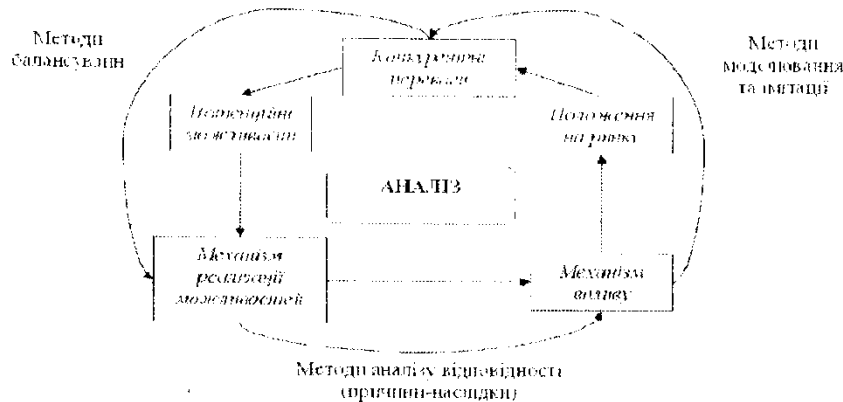 Методи
балансування
Методи
моделювання
та імітації
Конкурентні
переваги
Потенційні
можливості
Положення
на ринку
АНАЛІЗ
Механізм
реалізації
можливостей
Механізм
впливу
Методи аналізу відповідності
(причини-наслідки)